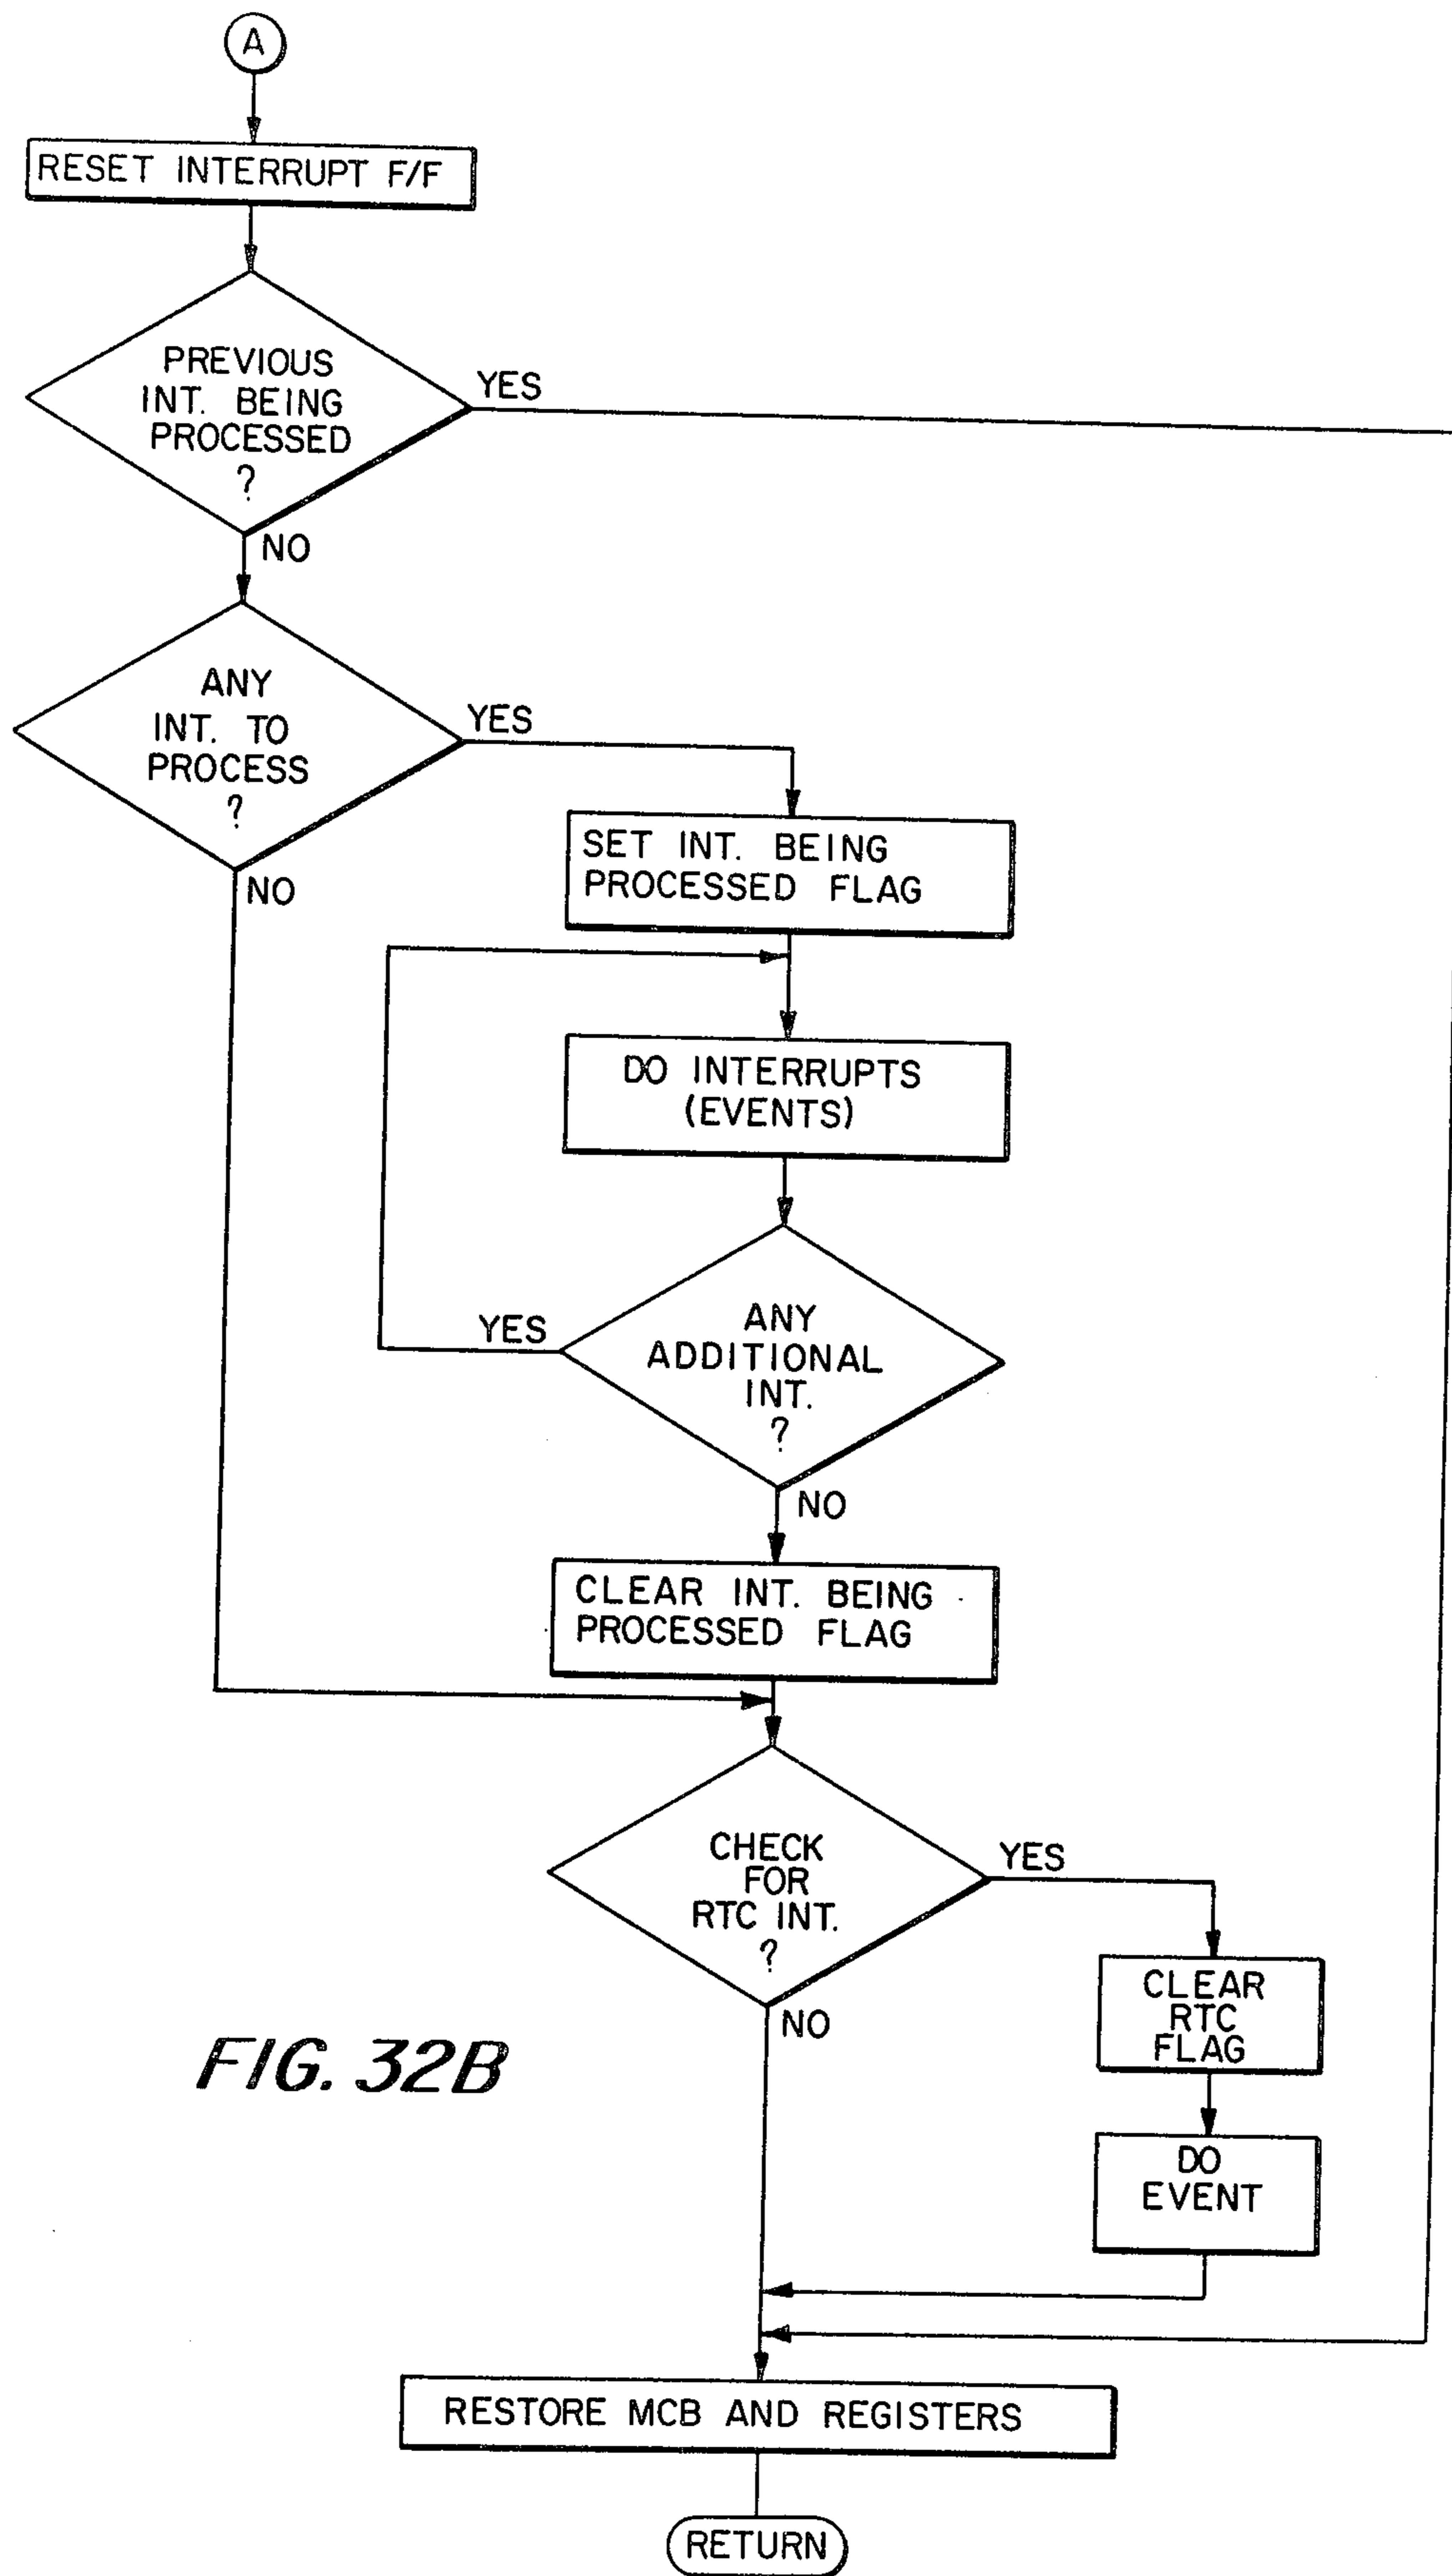 A
RESET INTERRUPT F/F
PREVIOUS
INT. BEING
PROCESSED
?
YES
NO
ANY
INT. TO
PROCESS
?
YES
NO
SET INT. BEING
PROCESSED FLAG
DO INTERRUPTS
(EVENTS)
ANY
ADDITIONAL
INT.
?
YES
NO
CLEAR INT. BEING
PROCESSED FLAG
CHECK
FOR
RTC INT.
?
YES
NO
CLEAR
RTC
FLAG
DO
EVENT
FIG. 32B
RESTORE MCB AND REGISTERS
RETURN